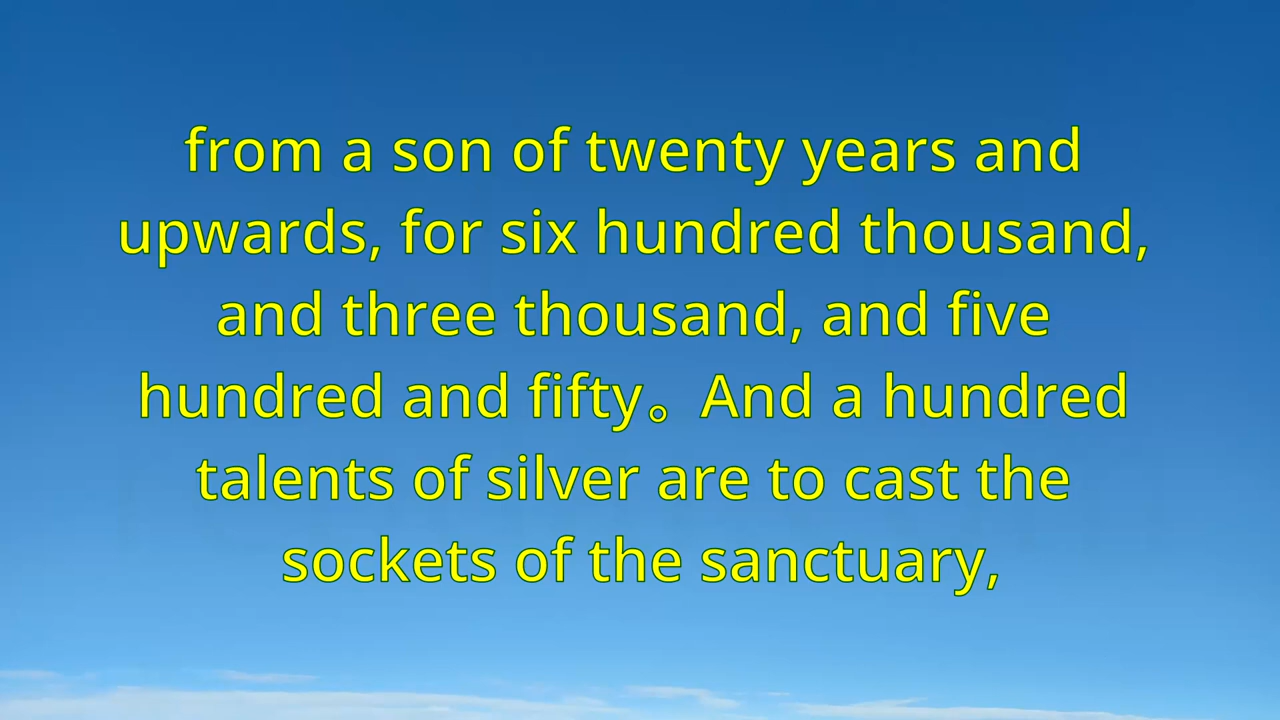 from a son of twenty years and
upwards, for six hundred thousand,
and three thousand, and five
hundred and fifty。And a hundred
talents of silver are to cast the
sockets of the sanctuary,